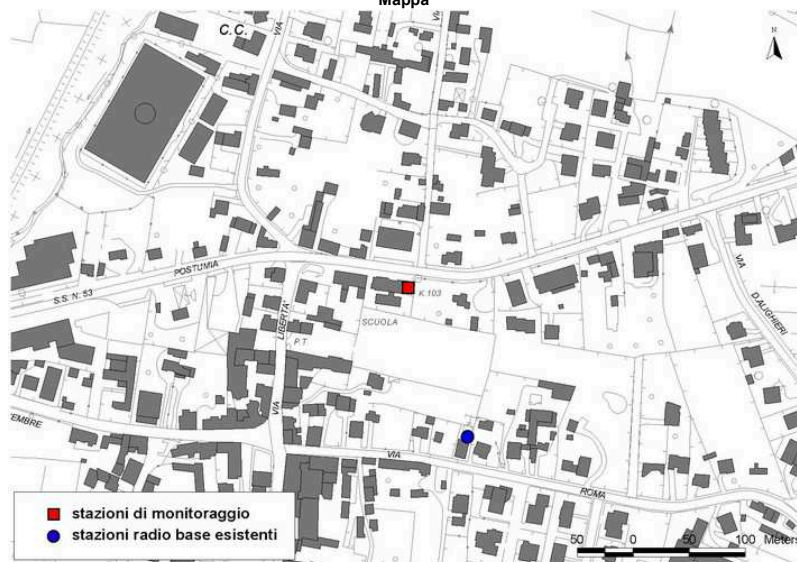 Mappa
C.C.
VIA
VIA
N
POSTUMIA
S.S. N. 53
K 103
SCUOLA
LIBERTA'
P.T
VIA
VIA
D.ALIGHIERI
TEMBRE
VIA
ROMA
stazioni di monitoraggio
stazioni radio base esistenti
50 0 50 100 Meters